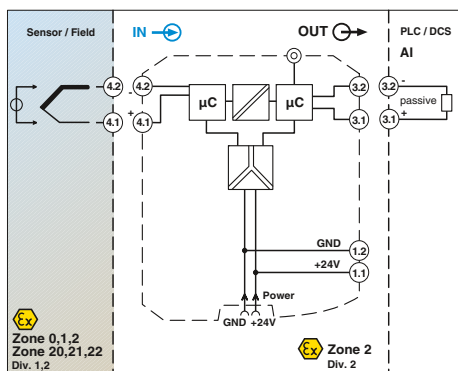 Sensor / Field
IN
OUT
PLC / DCS
AI
4.2
-
4.2
µC
µC
3.2
3.2
-
passive
4.1
+
4.1
3.1
3.1
+
GND
1.2
+24V
1.1
Power
GND +24V
Ex
Zone 0,1,2
Zone 20,21,22
Div. 1,2
Ex
Zone 2
Div. 2